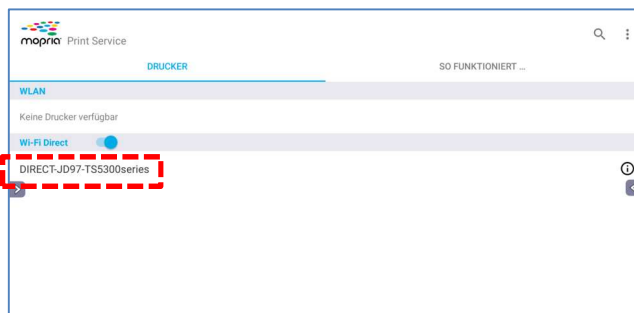 mopria Print Service
DRUCKER
SO FUNKTIONIERT ...
WLAN
Keine Drucker verfügbar
Wi-Fi Direct
DIRECT-JD97-TS5300series